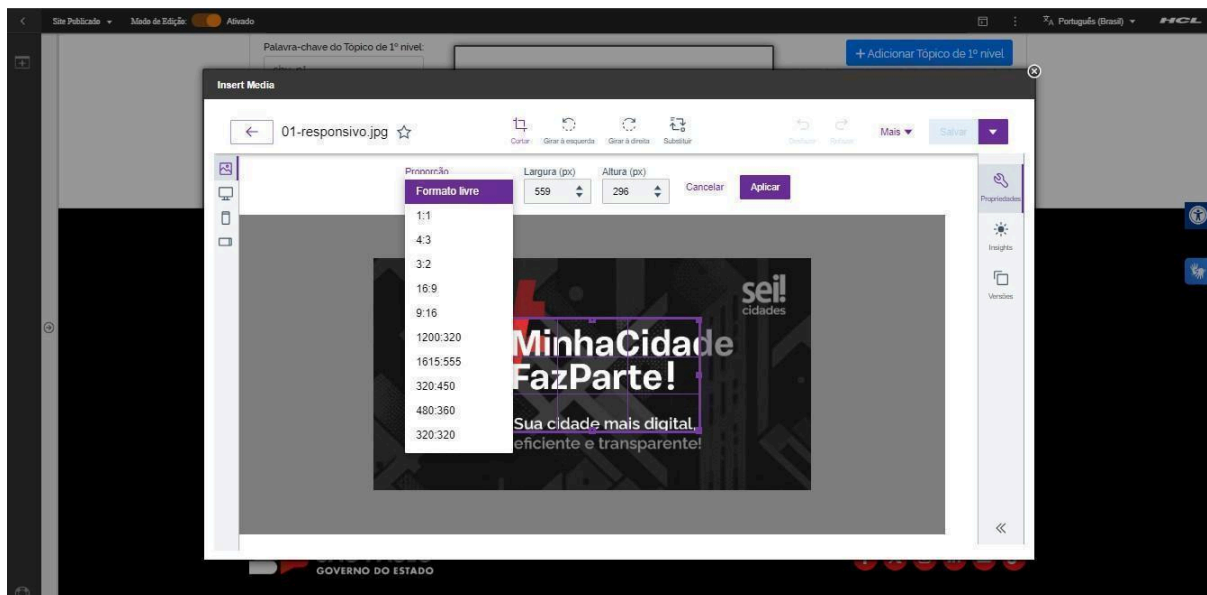 Site Publicado
Modo de Edição:
Ativado
Português (Brasil)
HCL
Palavra-chave do Tópico de 1º nível:
+ Adicionar Tópico de 1º nível
Insert Media
01-responsivo.jpg
Cortar
Girar à esquerda
Girar à direita
Substituir
Desfazer
Refazer
Mais
Salvar
Proporção
Largura (px)
Altura (px)
Formato livre
559
296
Cancelar
Aplicar
Propriedades
1:1
4:3
3:2
16:9
9:16
1200:320
1615:555
320:450
480:360
320:320
Insights
Versões
sei!
cidades
MinhaCidade
FazParte!
Sua cidade mais digital,
eficiente e transparente!
GOVERNO DO ESTADO